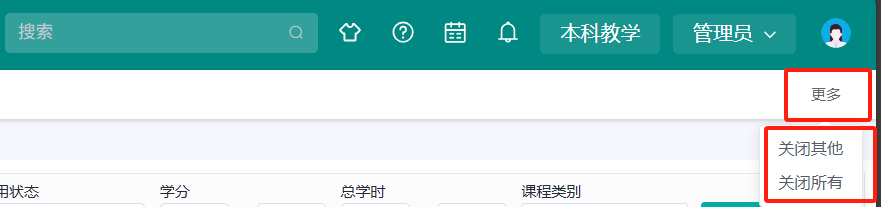 搜索
本科教学
管理员
更多
关闭其他
关闭所有
用状态
学分
总学时
课程类别